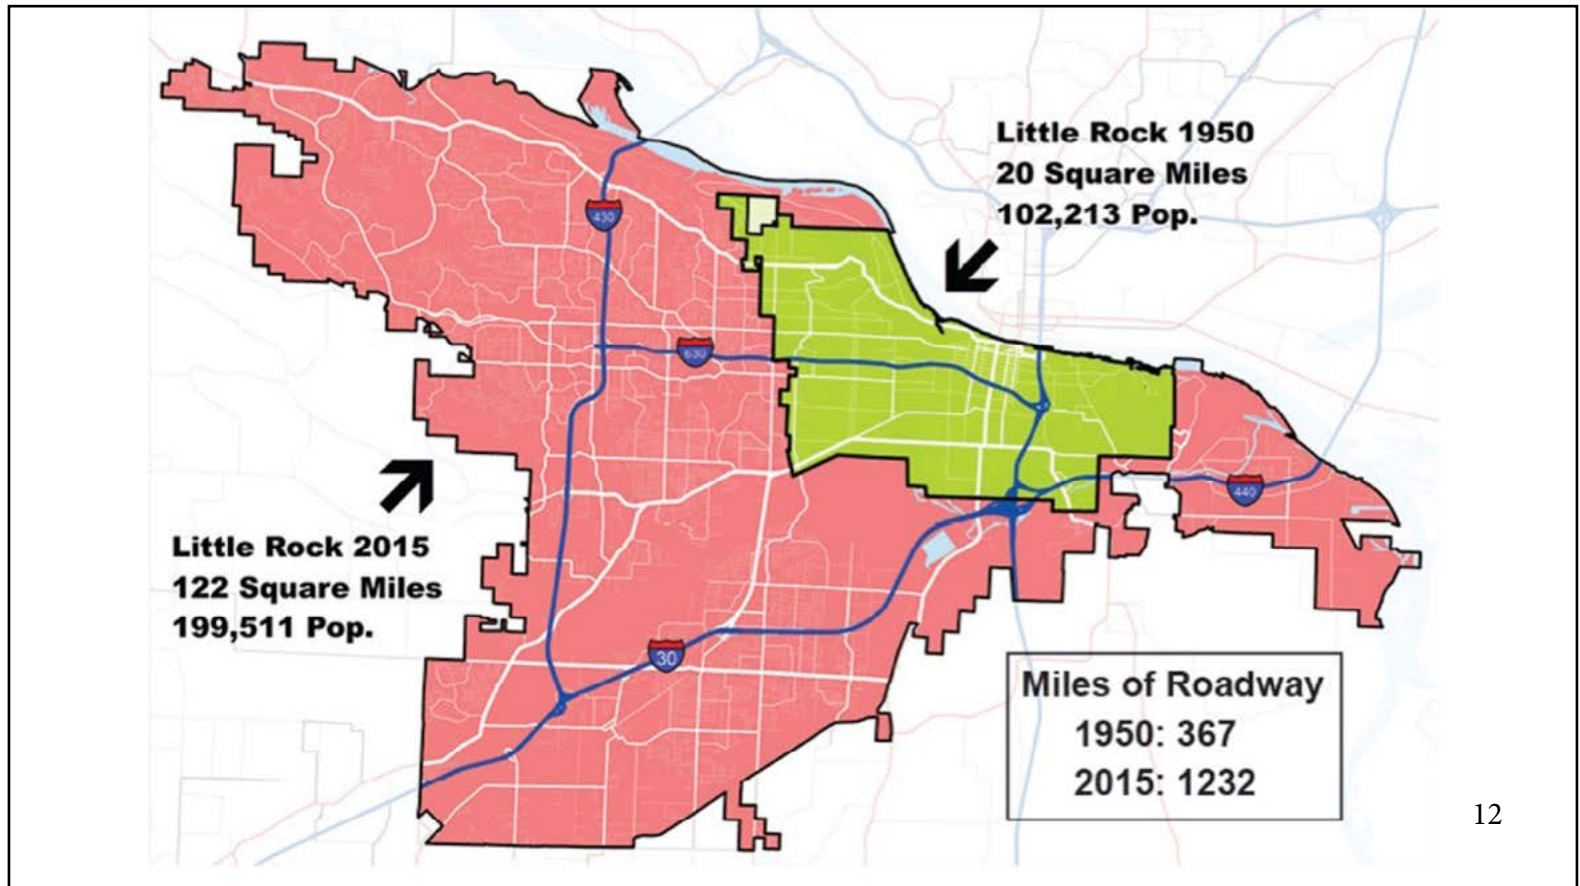 Little Rock 1950
20 Square Miles
102,213 Pop.
430
630
440
Little Rock 2015
122 Square Miles
199,511 Pop.
30
Miles of Roadway
1950: 367
2015: 1232
12